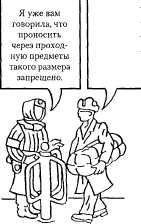 Я уже вам
говорила, что
проносить
через проход-
ную предметы
такого размера
запрещено.